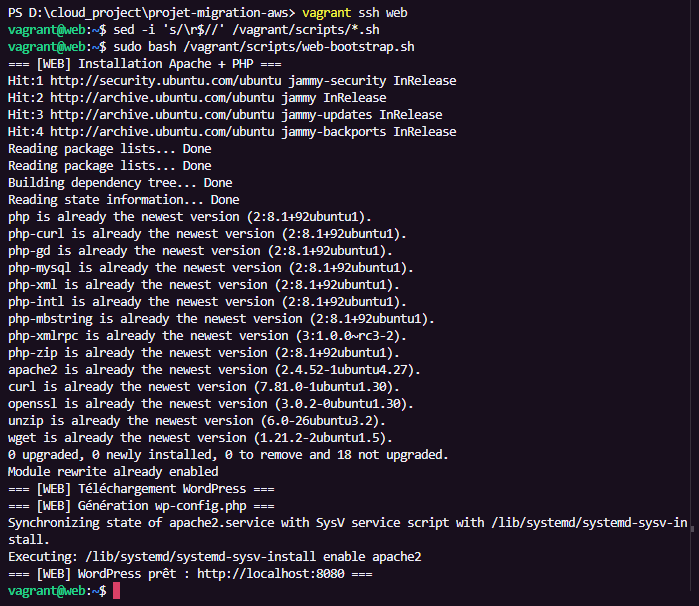 PS D:\cloud_project\projet-migration-aws> vagrant ssh web
vagrant@web:~$ sed -i 's/\r$//' /vagrant/scripts/*.sh
vagrant@web:~$ sudo bash /vagrant/scripts/web-bootstrap.sh
=== [WEB] Installation Apache + PHP ===
Hit:1 http://security.ubuntu.com/ubuntu jammy-security InRelease
Hit:2 http://archive.ubuntu.com/ubuntu jammy InRelease
Hit:3 http://archive.ubuntu.com/ubuntu jammy-updates InRelease
Hit:4 http://archive.ubuntu.com/ubuntu jammy-backports InRelease
Reading package lists... Done
Reading package lists... Done
Building dependency tree... Done
Reading state information... Done
php is already the newest version (2:8.1+92ubuntu1).
php-curl is already the newest version (2:8.1+92ubuntu1).
php-gd is already the newest version (2:8.1+92ubuntu1).
php-mysql is already the newest version (2:8.1+92ubuntu1).
php-xml is already the newest version (2:8.1+92ubuntu1).
php-intl is already the newest version (2:8.1+92ubuntu1).
php-mbstring is already the newest version (2:8.1+92ubuntu1).
php-xmlrpc is already the newest version (3:1.0.0~rc3-2).
php-zip is already the newest version (2:8.1+92ubuntu1).
apache2 is already the newest version (2.4.52-1ubuntu4.27).
curl is already the newest version (7.81.0-1ubuntu1.30).
openssl is already the newest version (3.0.2-0ubuntu1.30).
unzip is already the newest version (6.0-26ubuntu3.2).
wget is already the newest version (1.21.2-2ubuntu1.5).
0 upgraded, 0 newly installed, 0 to remove and 18 not upgraded.
Module rewrite already enabled
=== [WEB] Téléchargement WordPress ===
=== [WEB] Génération wp-config.php ===
Synchronizing state of apache2.service with SysV service script with /lib/systemd/systemd-sysv-in
stall.
Executing: /lib/systemd/systemd-sysv-install enable apache2
=== [WEB] WordPress prêt : http://localhost:8080 ===
vagrant@web:~$